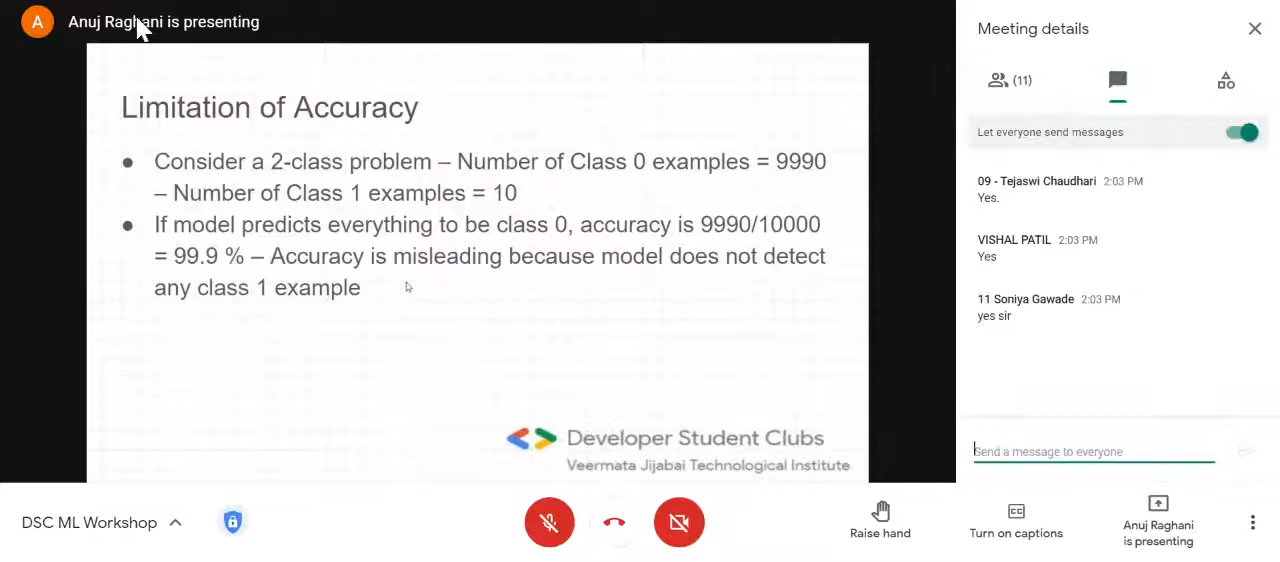 A
Anuj Raghani is presenting
Limitation of Accuracy
● Consider a 2-class problem – Number of Class 0 examples = 9990
– Number of Class 1 examples = 10
● If model predicts everything to be class 0, accuracy is 9990/10000
= 99.9 % – Accuracy is misleading because model does not detect
any class 1 example
Developer Student Clubs
Veermata Jijabai Technological Institute
Meeting details
(11)
Let everyone send messages
09 - Tejaswi Chaudhari 2:03 PM
Yes.
VISHAL PATIL 2:03 PM
Yes
11 Soniya Gawade 2:03 PM
yes sir
Send a message to everyone
DSC ML Workshop
Raise hand
CC
Turn on captions
Anuj Raghani
is presenting